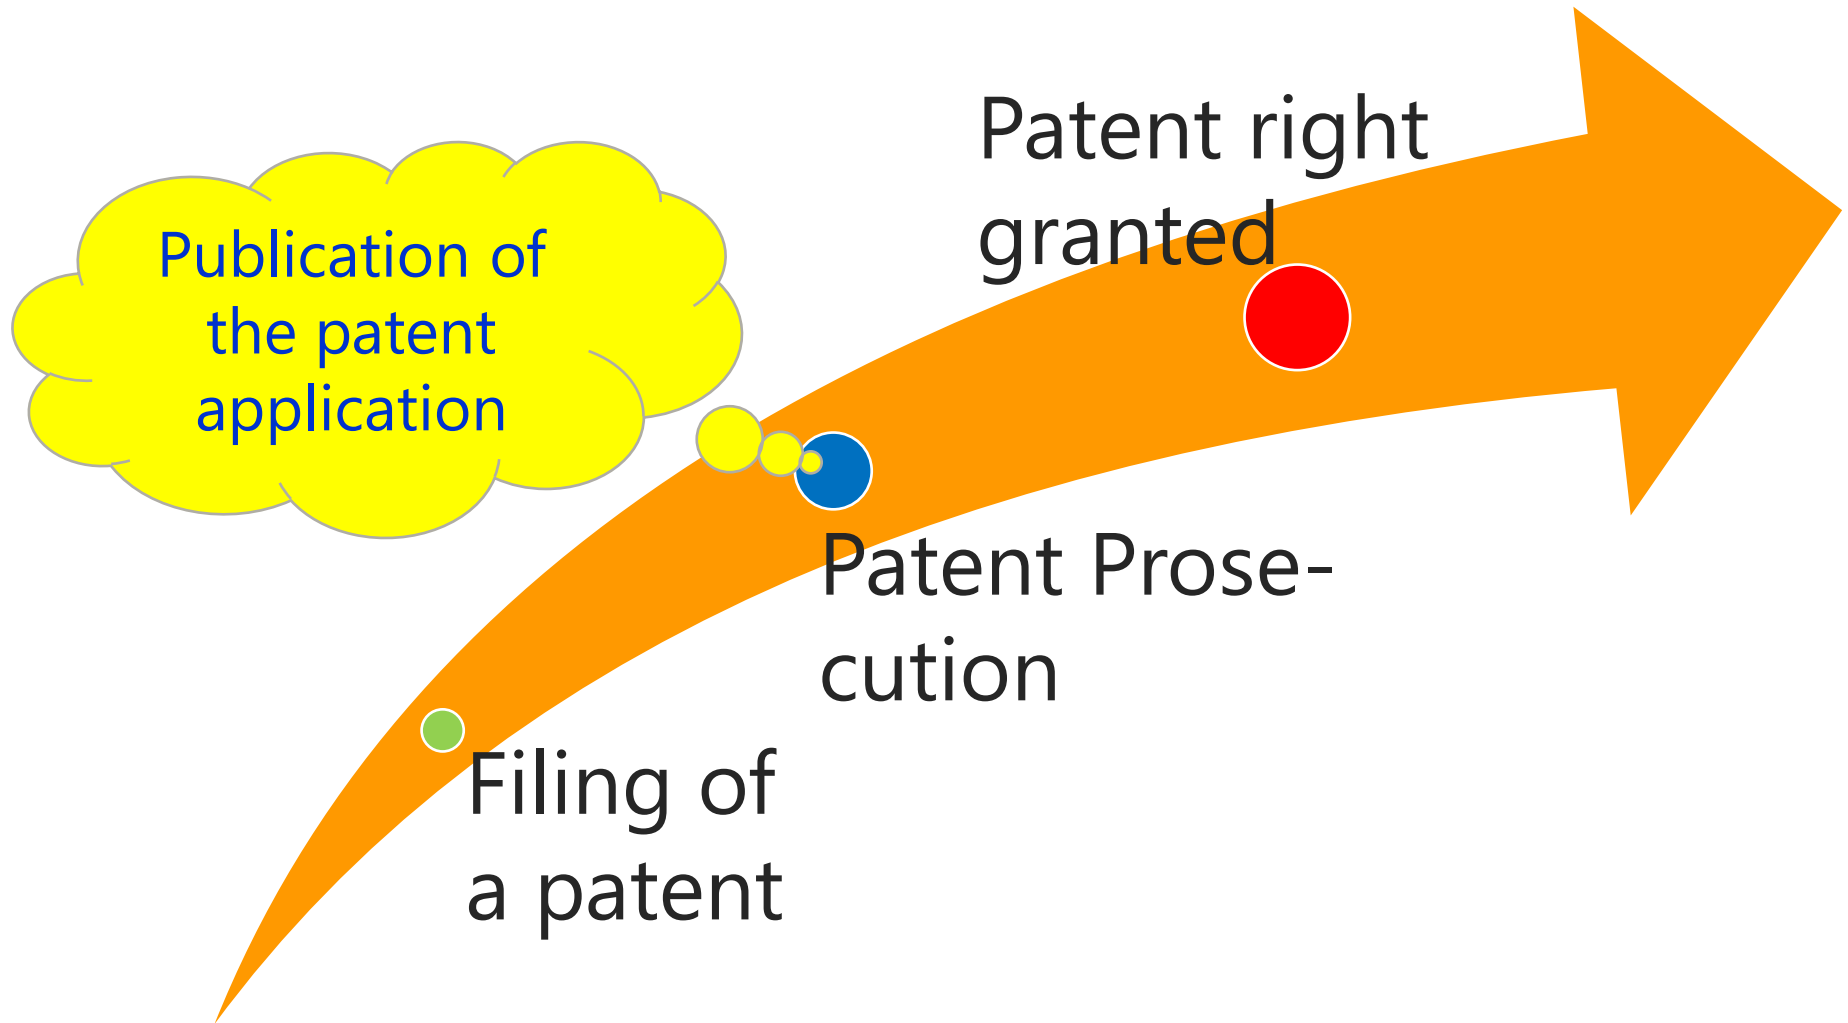 Patent right
granted
Publication of
the patent
application
Patent Prose-
cution
Filing of
a patent